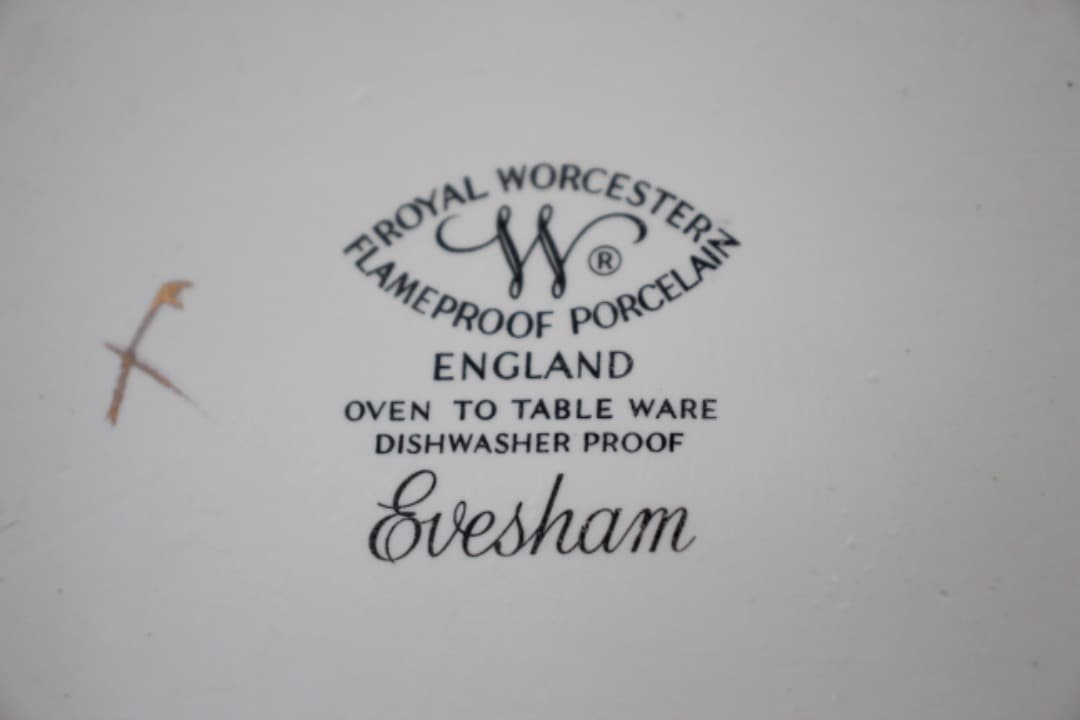 ROYAL WORCESTER
W ®
FLAMEPROOF PORCELAIN
ENGLAND
OVEN TO TABLE WARE
DISHWASHER PROOF
Evesham